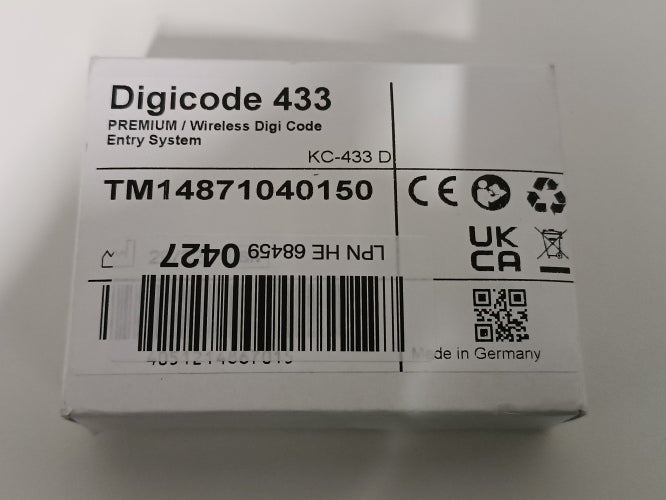 Digicode 433
PREMIUM / Wireless Digi Code
Entry System
KC-433 D
TM14871040150
CE
UK
CA
LPN HE 68459 0427
Made in Germany